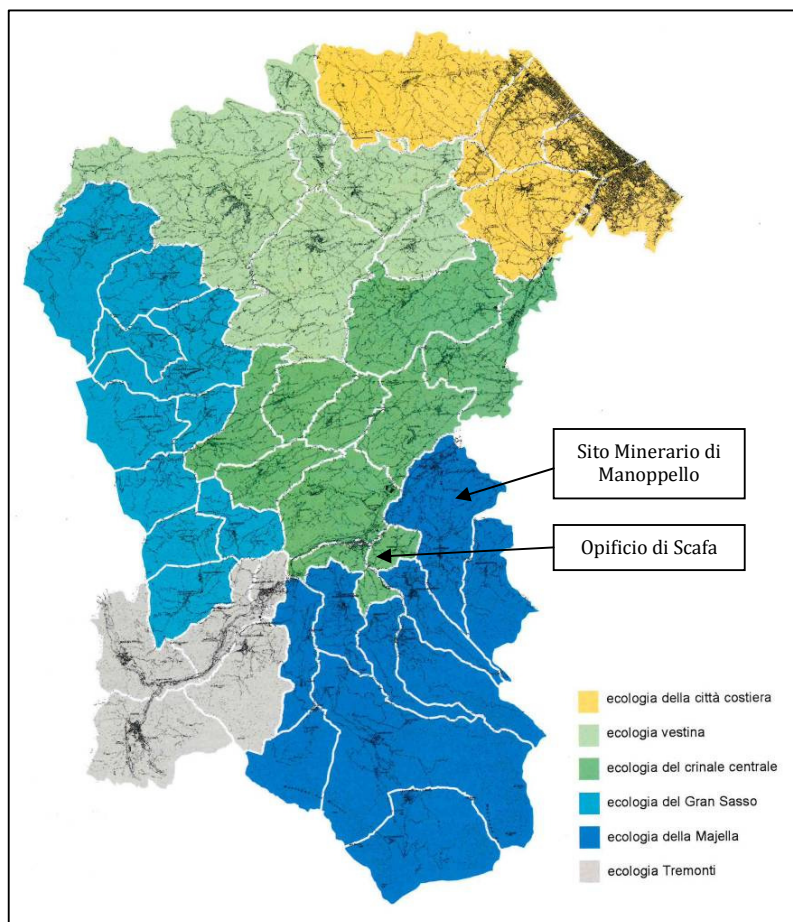 Sito Minerario di
Manoppello
Opificio di Scafa
ecologia della città costiera
ecologia vestina
ecologia del crinale centrale
ecologia del Gran Sasso
ecologia della Majella
ecologia Tremonti